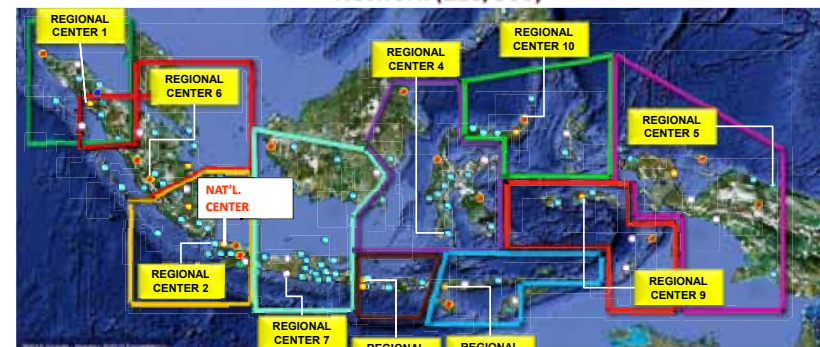 REGIONAL
CENTER 1
REGIONAL
CENTER 10
REGIONAL
CENTER 4
REGIONAL
CENTER 6
REGIONAL
CENTER 5
NAT'L.
CENTER
REGIONAL
CENTER 2
REGIONAL
CENTER 9
REGIONAL
CENTER 7
REGIONAL
REGIONAL